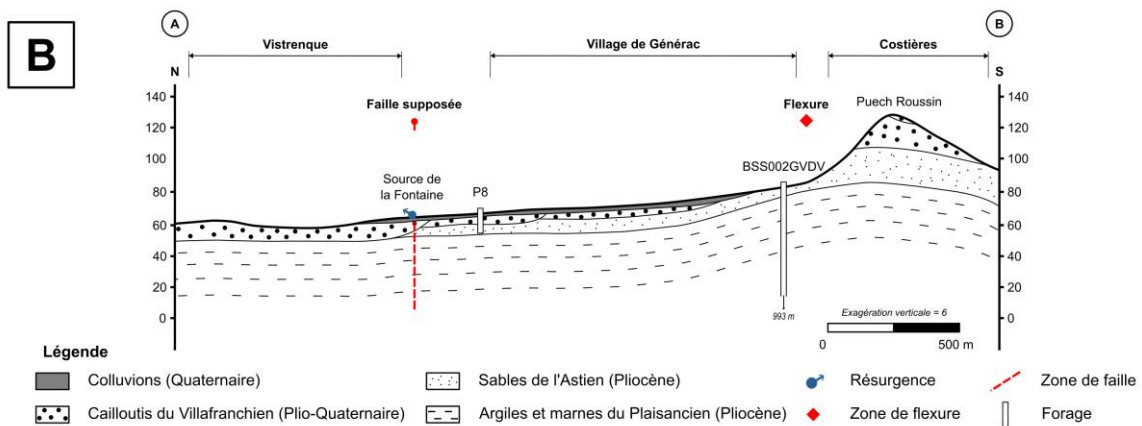 B
A
B
Vistrenque
Village de Générac
Costières
N
S
140
120
100
80
60
40
20
0
Faille supposée
Flexure
Puech Roussin
Source de
la Fontaine
P8
BSS002GVDV
993 m
140
120
100
80
60
40
20
0
Exagération verticale = 6
0
500 m
Légende
Colluvions (Quaternaire)
Sables de l'Astien (Pliocène)
Résurgence
Zone de faille
Cailloutis du Villafranchien (Plio-Quaternaire)
Argiles et marnes du Plaisancien (Pliocène)
Zone de flexure
Forage